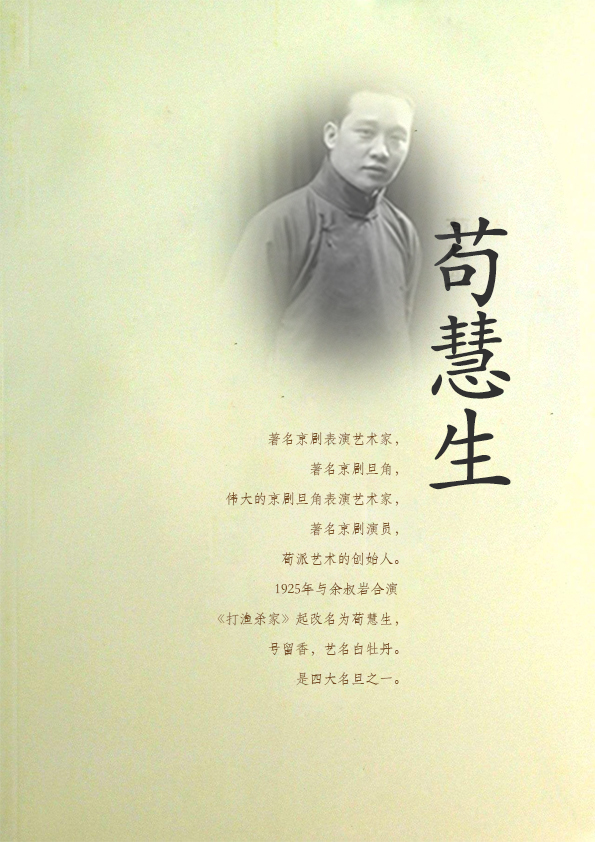 苟慧生
著名京剧表演艺术家，
著名京剧旦角，
伟大的京剧旦角表演艺术家，
著名京剧演员，
荀派艺术的创始人。
1925年与余叔岩合演
《打渔杀家》起改名为荀慧生，
号留香，艺名白牡丹。
是四大名旦之一。